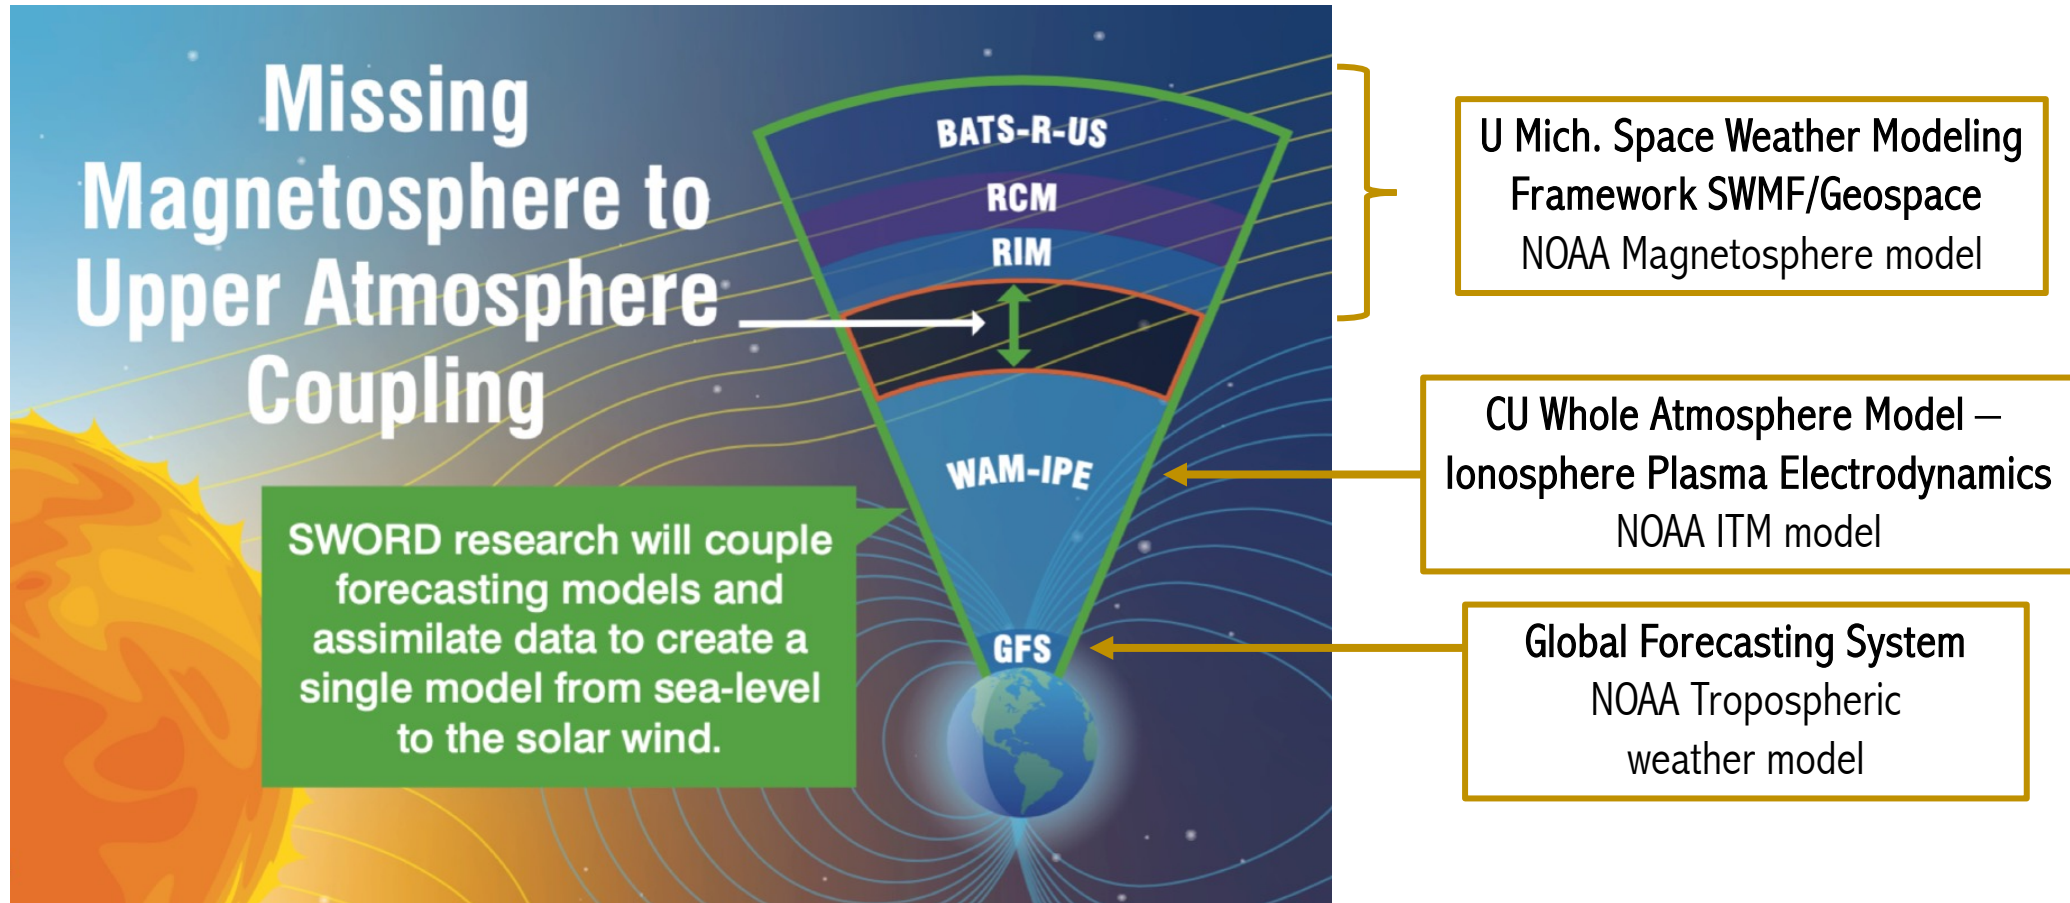 Missing
Magnetosphere to
Upper Atmosphere
Coupling
BATS-R-US
RCM
RIM
WAM-IPE
GFS
SWORD research will couple
forecasting models and
assimilate data to create a
single model from sea-level
to the solar wind.
U Mich. Space Weather Modeling
Framework SWMF/Geospace
NOAA Magnetosphere model
CU Whole Atmosphere Model –
Ionosphere Plasma Electrodynamics
NOAA ITM model
Global Forecasting System
NOAA Tropospheric
weather model